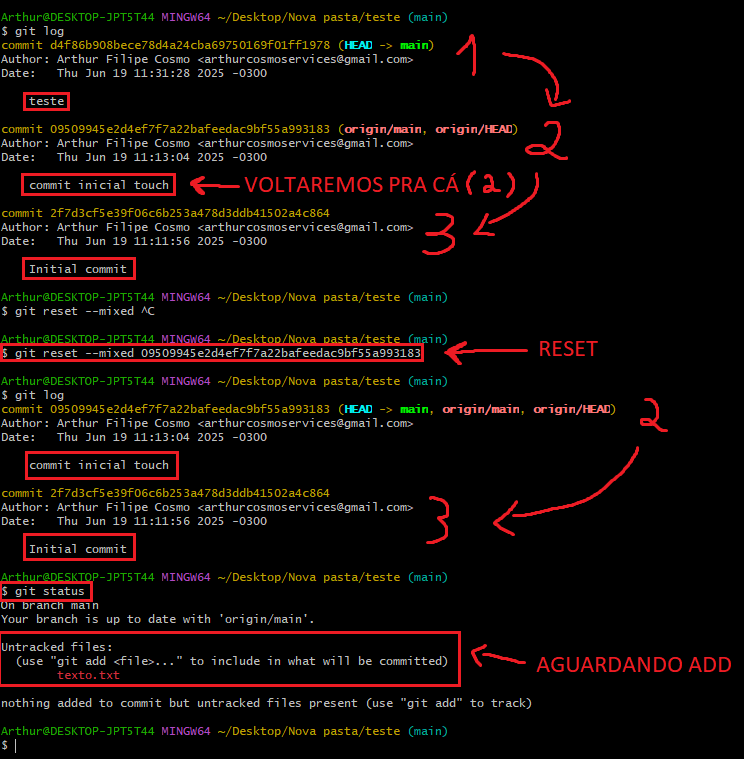 Arthur@DESKTOP-JPT5T44 MINGW64 ~/Desktop/Nova pasta/teste (main)
$ git log
commit d4f86b908bece78d4a24cba69750169f01ff1978 (HEAD -> main)
Author: Arthur Filipe Cosmo <arthurcosmoservices@gmail.com>
Date:   Thu Jun 19 11:31:28 2025 -0300
1
teste
commit 09509945e2d4ef7f7a22bafeedac9bf55a993183 (origin/main, origin/HEAD)
Author: Arthur Filipe Cosmo <arthurcosmoservices@gmail.com>
Date:   Thu Jun 19 11:13:04 2025 -0300
2
commit inicial touch
VOLTAREMOS PRA CÁ (2)
commit 2f7d3cf5e39f06c6b253a478d3ddb41502a4c864
Author: Arthur Filipe Cosmo <arthurcosmoservices@gmail.com>
Date:   Thu Jun 19 11:11:56 2025 -0300
3
Initial commit
Arthur@DESKTOP-JPT5T44 MINGW64 ~/Desktop/Nova pasta/teste (main)
$ git reset --mixed ^C
Arthur@DESKTOP-JPT5T44 MINGW64 ~/Desktop/Nova pasta/teste (main)
$ git reset --mixed 09509945e2d4ef7f7a22bafeedac9bf55a993183
RESET
Arthur@DESKTOP-JPT5T44 MINGW64 ~/Desktop/Nova pasta/teste (main)
$ git log
commit 09509945e2d4ef7f7a22bafeedac9bf55a993183 (HEAD -> main, origin/main, origin/HEAD)
Author: Arthur Filipe Cosmo <arthurcosmoservices@gmail.com>
Date:   Thu Jun 19 11:13:04 2025 -0300
2
commit inicial touch
commit 2f7d3cf5e39f06c6b253a478d3ddb41502a4c864
Author: Arthur Filipe Cosmo <arthurcosmoservices@gmail.com>
Date:   Thu Jun 19 11:11:56 2025 -0300
3
Initial commit
Arthur@DESKTOP-JPT5T44 MINGW64 ~/Desktop/Nova pasta/teste (main)
$ git status
On branch main
Your branch is up to date with 'origin/main'.
Untracked files:
(use "git add <file>..." to include in what will be committed)
texto.txt
AGUARDANDO ADD
nothing added to commit but untracked files present (use "git add" to track)
Arthur@DESKTOP-JPT5T44 MINGW64 ~/Desktop/Nova pasta/teste (main)
$